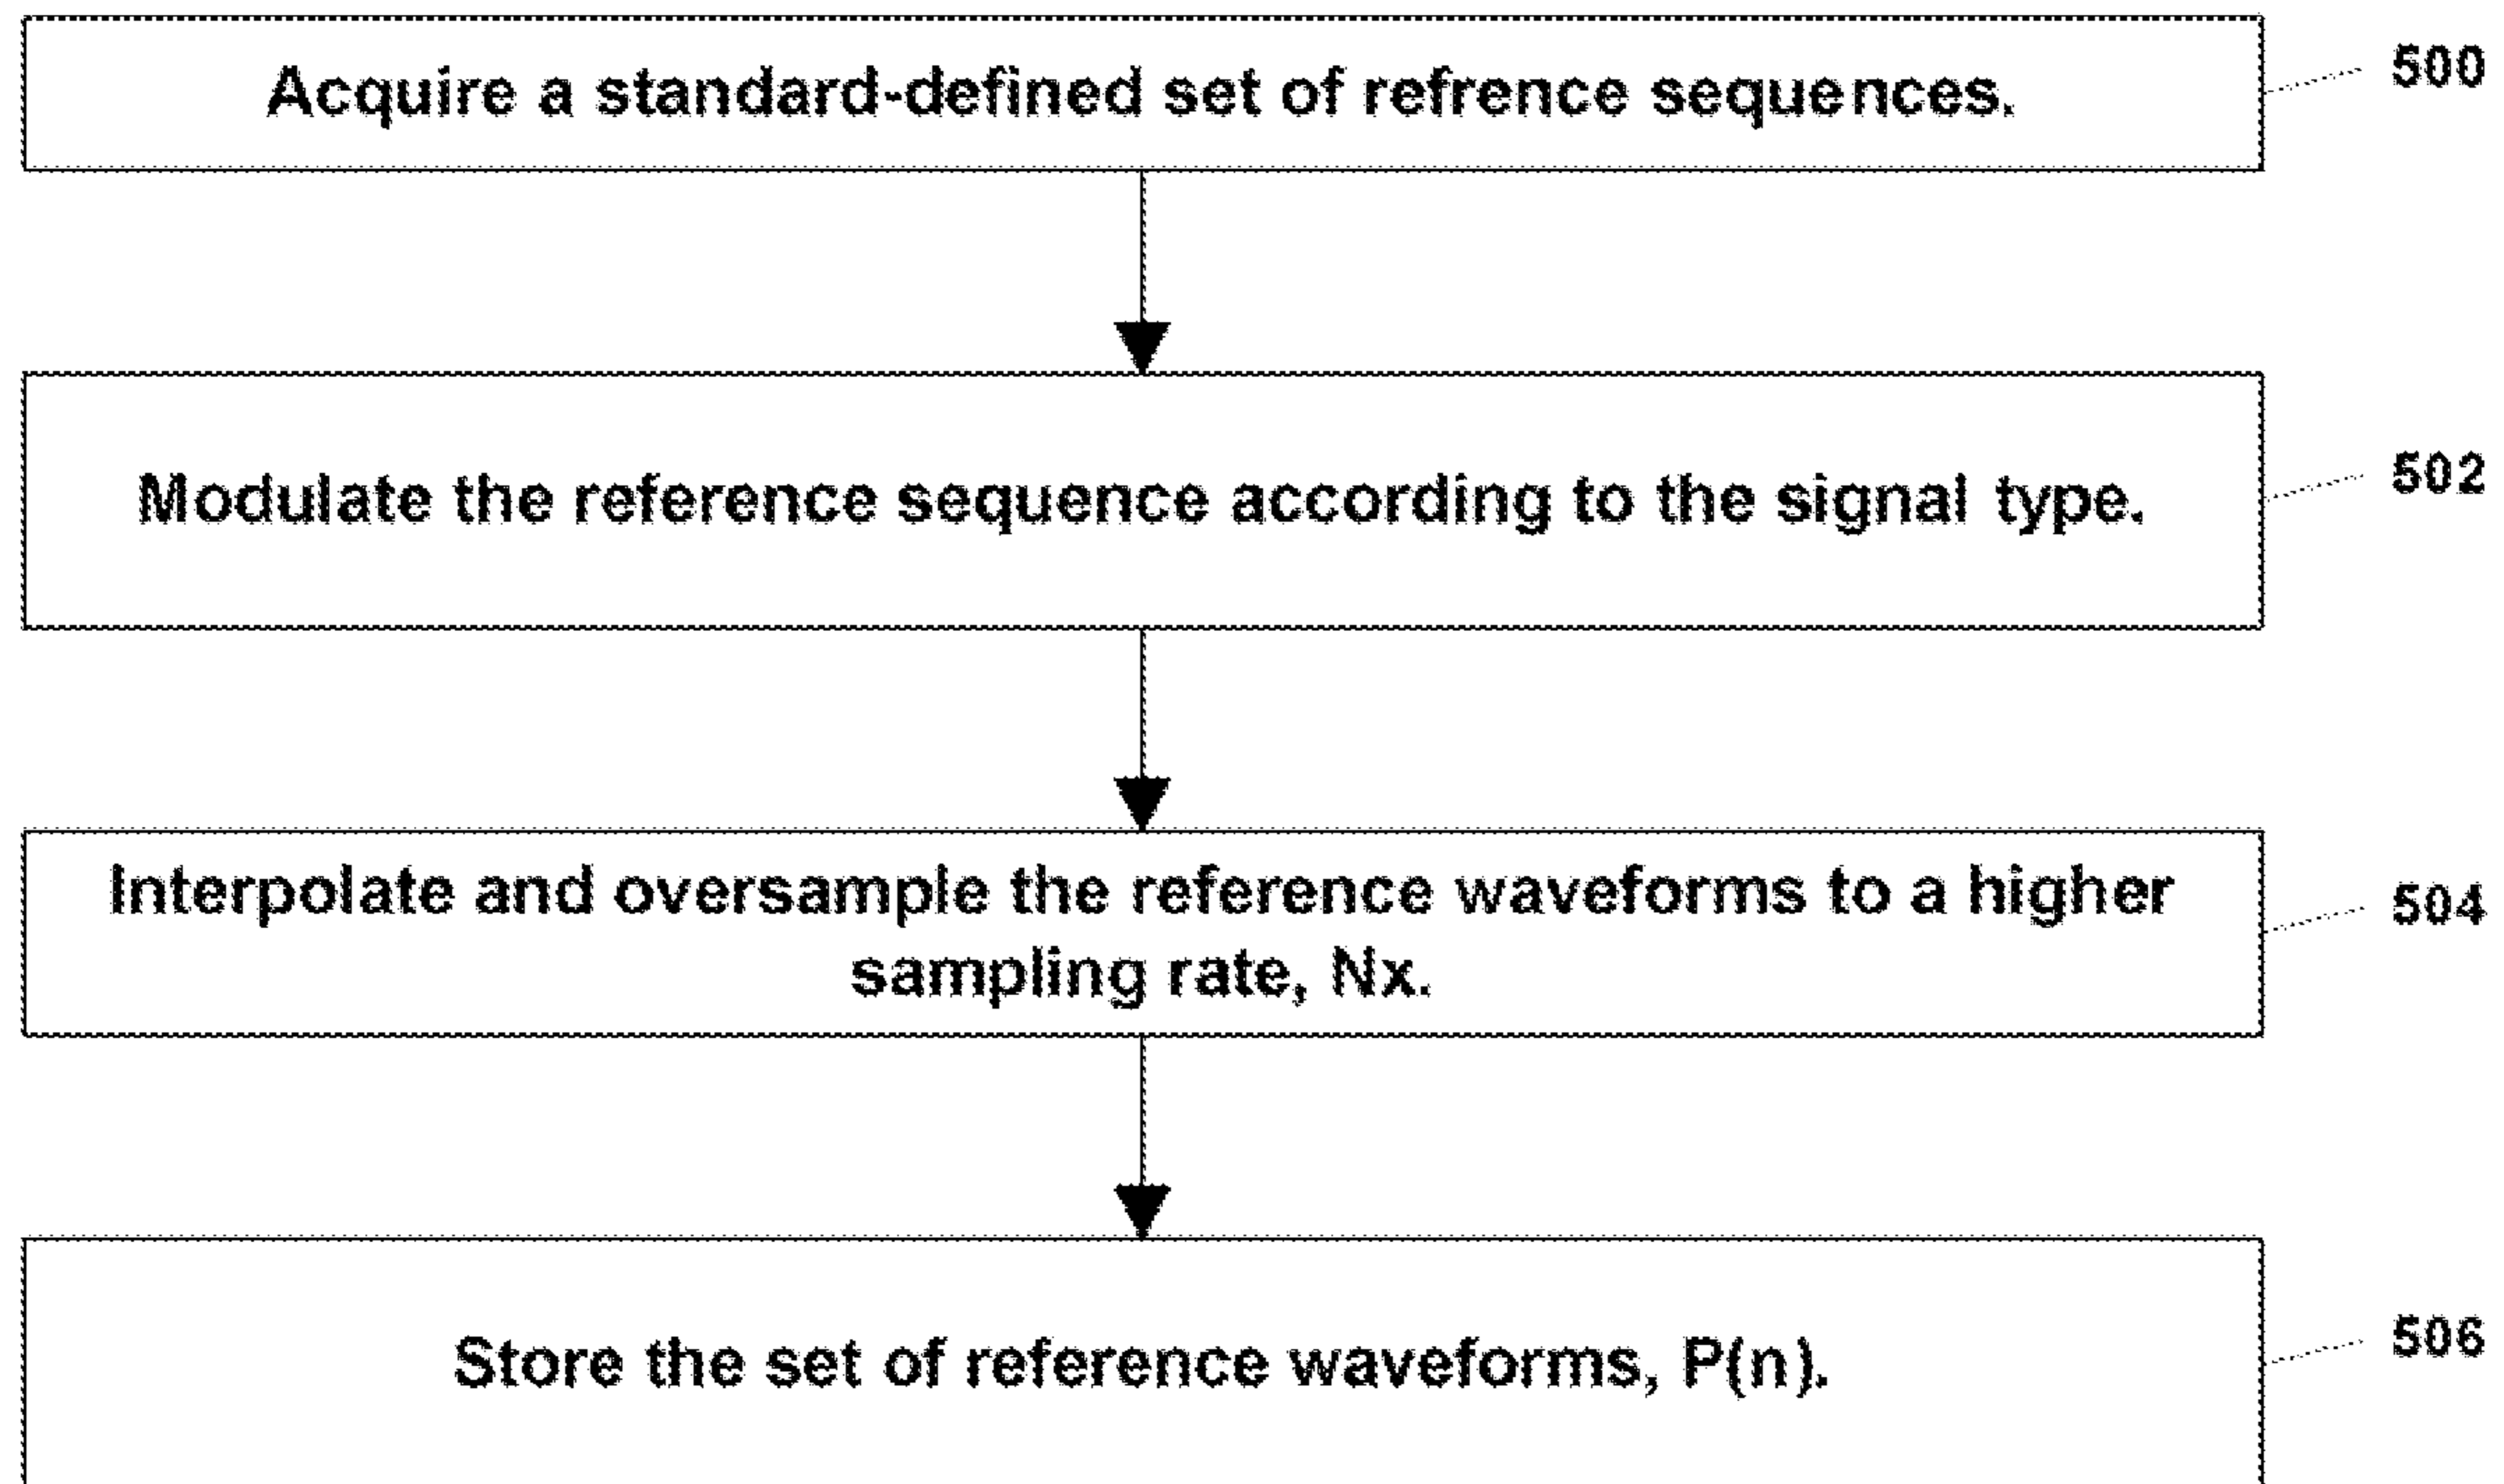 Acquire a standard-defined set of refrence sequences.
500
Modulate the reference sequence according to the signal type.
502
Interpolate and oversample the reference waveforms to a higher
sampling rate, Nx.
504
Store the set of reference waveforms, P(n).
506